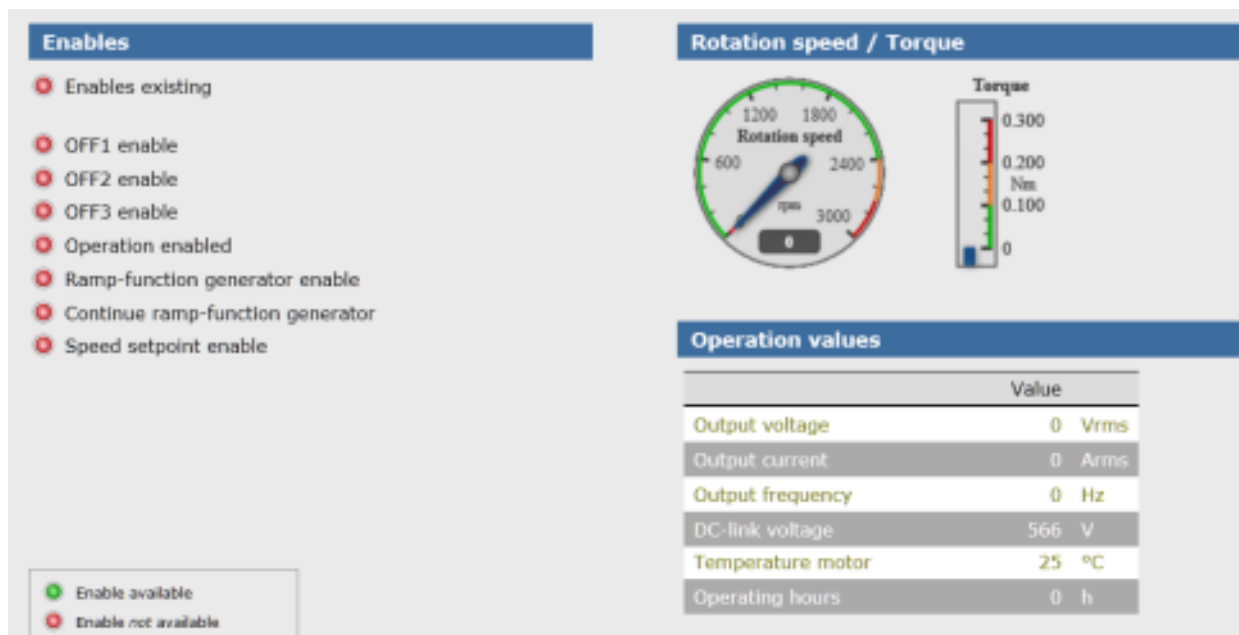 Enables
Enables existing
OFF1 enable
OFF2 enable
OFF3 enable
Operation enabled
Ramp-function generator enable
Continue ramp-function generator
Speed setpoint enable
Enable available
Enable not available
Rotation speed / Torque
1200 1800
Rotation speed
600 2400
rpm 3000
0
Torque
0.300
0.200
Nm
0.100
0
Operation values
Value
Output voltage 0 Vrms
Output current 0 Arms
Output frequency 0 Hz
DC-link voltage 566 V
Temperature motor 25 °C
Operating hours 0 h